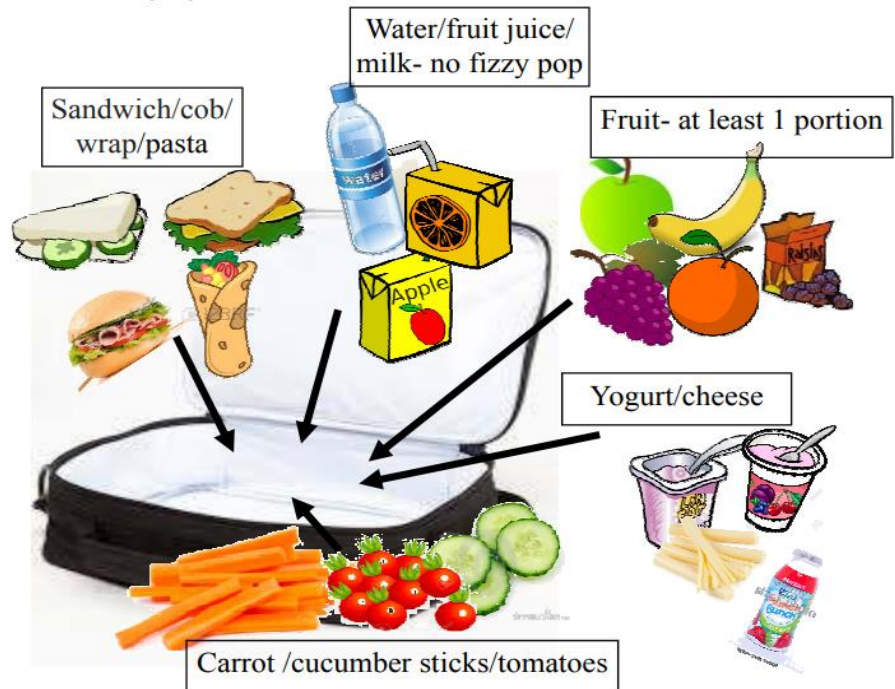 Water/fruit juice/
milk- no fizzy pop
Sandwich/cob/
wrap/pasta
Fruit- at least 1 portion
water
Apple
Raisins
Yogurt/cheese
Carrot /cucumber sticks/tomatoes